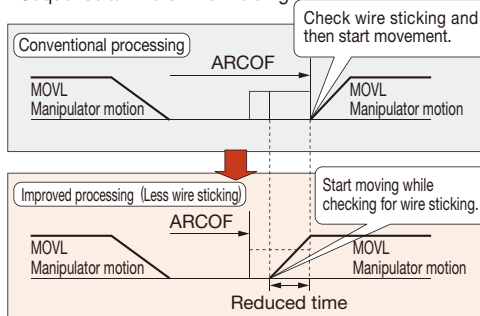 Check wire sticking and
then start movement.
Conventional processing
ARCOF
MOVL
Manipulator motion
MOVL
Manipulator motion
Improved processing (Less wire sticking)
Start moving while
checking for wire sticking.
ARCOF
MOVL
Manipulator motion
MOVL
Manipulator motion
Reduced time